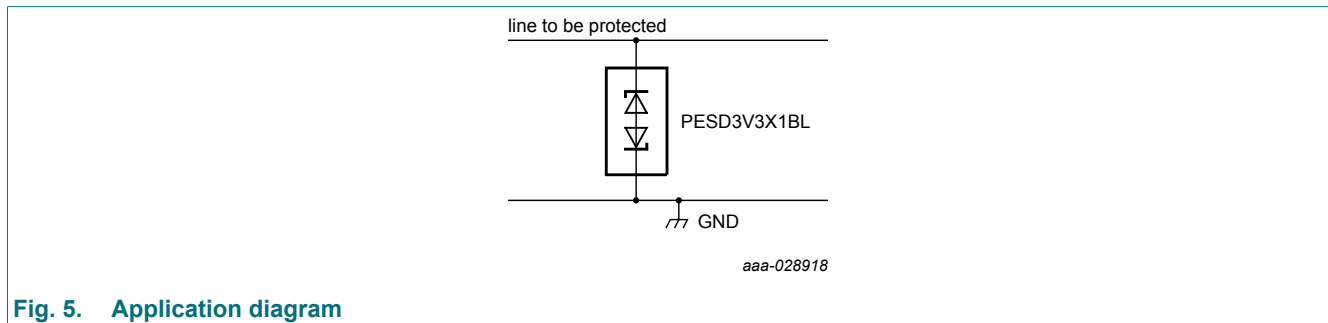 line to be protected
PESD3V3X1BL
GND
aaa-028918
Fig. 5. Application diagram